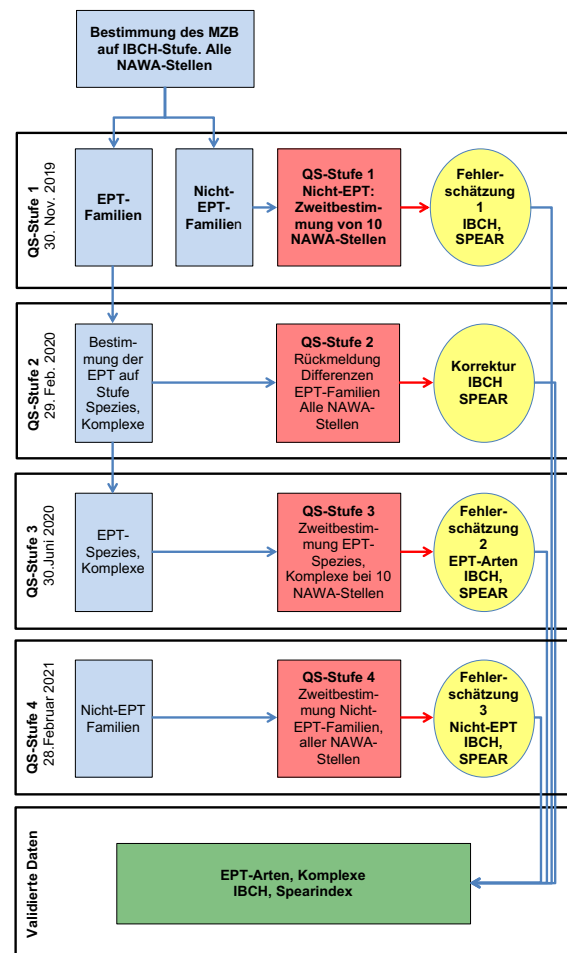 Bestimmung des MZB
auf IBCH-Stufe. Alle
NAWA-Stellen
QS-Stufe 1
30. Nov. 2019
EPT-
Familien
Nicht-
EPT-
Familien
QS-Stufe 1
Nicht-EPT:
Zweitbestim-
mung von 10
NAWA-Stellen
Fehler-
schätzung
1
IBCH,
SPEAR
QS-Stufe 2
29. Feb. 2020
Bestim-
mung der
EPT auf
Stufe
Spezies,
Komplexe
QS-Stufe 2
Rückmeldung
Differenzen
EPT-Familien
Alle NAWA-
Stellen
Korrektur
IBCH
SPEAR
QS-Stufe 3
30.Juni 2020
EPT-
Spezies,
Komplexe
QS-Stufe 3
Zweitbestim-
mung EPT-
Spezies,
Komplexe bei 10
NAWA-Stellen
Fehler-
schätzung
2
EPT-Arten
IBCH,
SPEAR
QS-Stufe 4
28.Februar 2021
Nicht-EPT
Familien
QS-Stufe 4
Zweitbestim-
mung Nicht-
EPT-Familien,
aller NAWA-
Stellen
Fehler-
schätzung
3
Nicht-EPT
IBCH,
SPEAR
Validierte Daten
EPT-Arten, Komplexe
IBCH, Spearindex